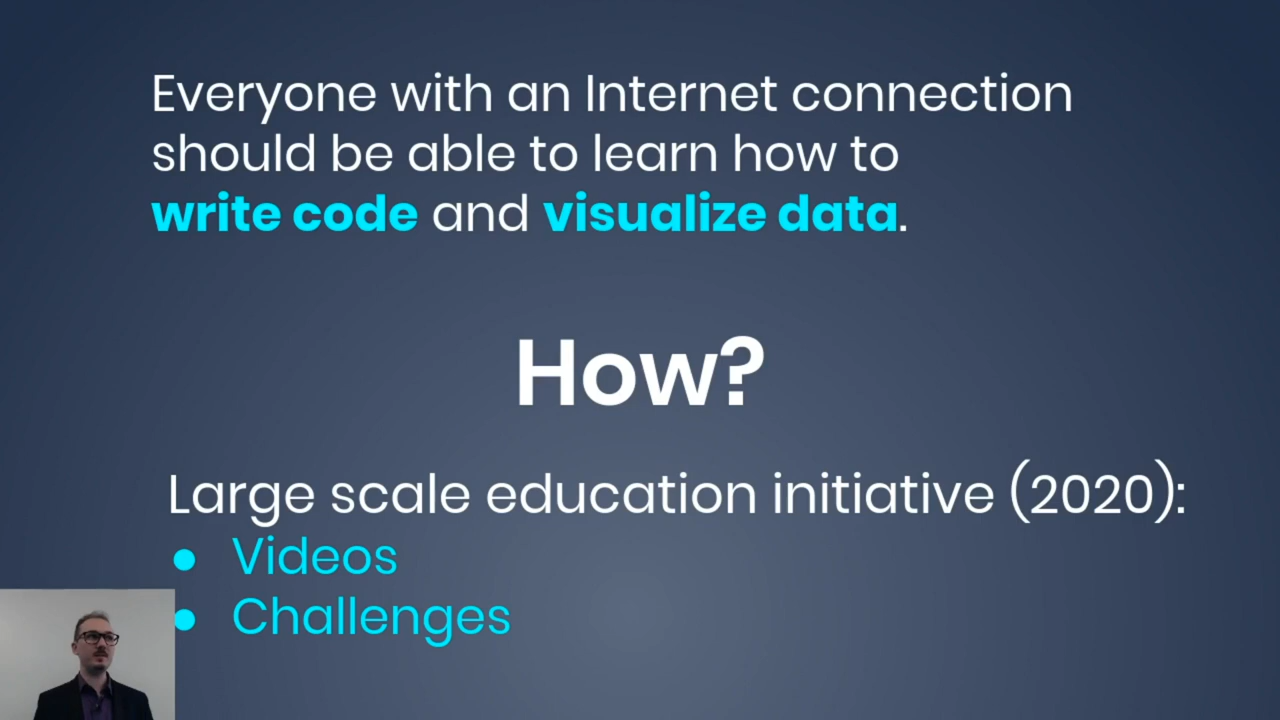 Everyone with an Internet connection
should be able to learn how to
write code and visualize data.
How?
Large scale education initiative (2020):
● Videos
● Challenges